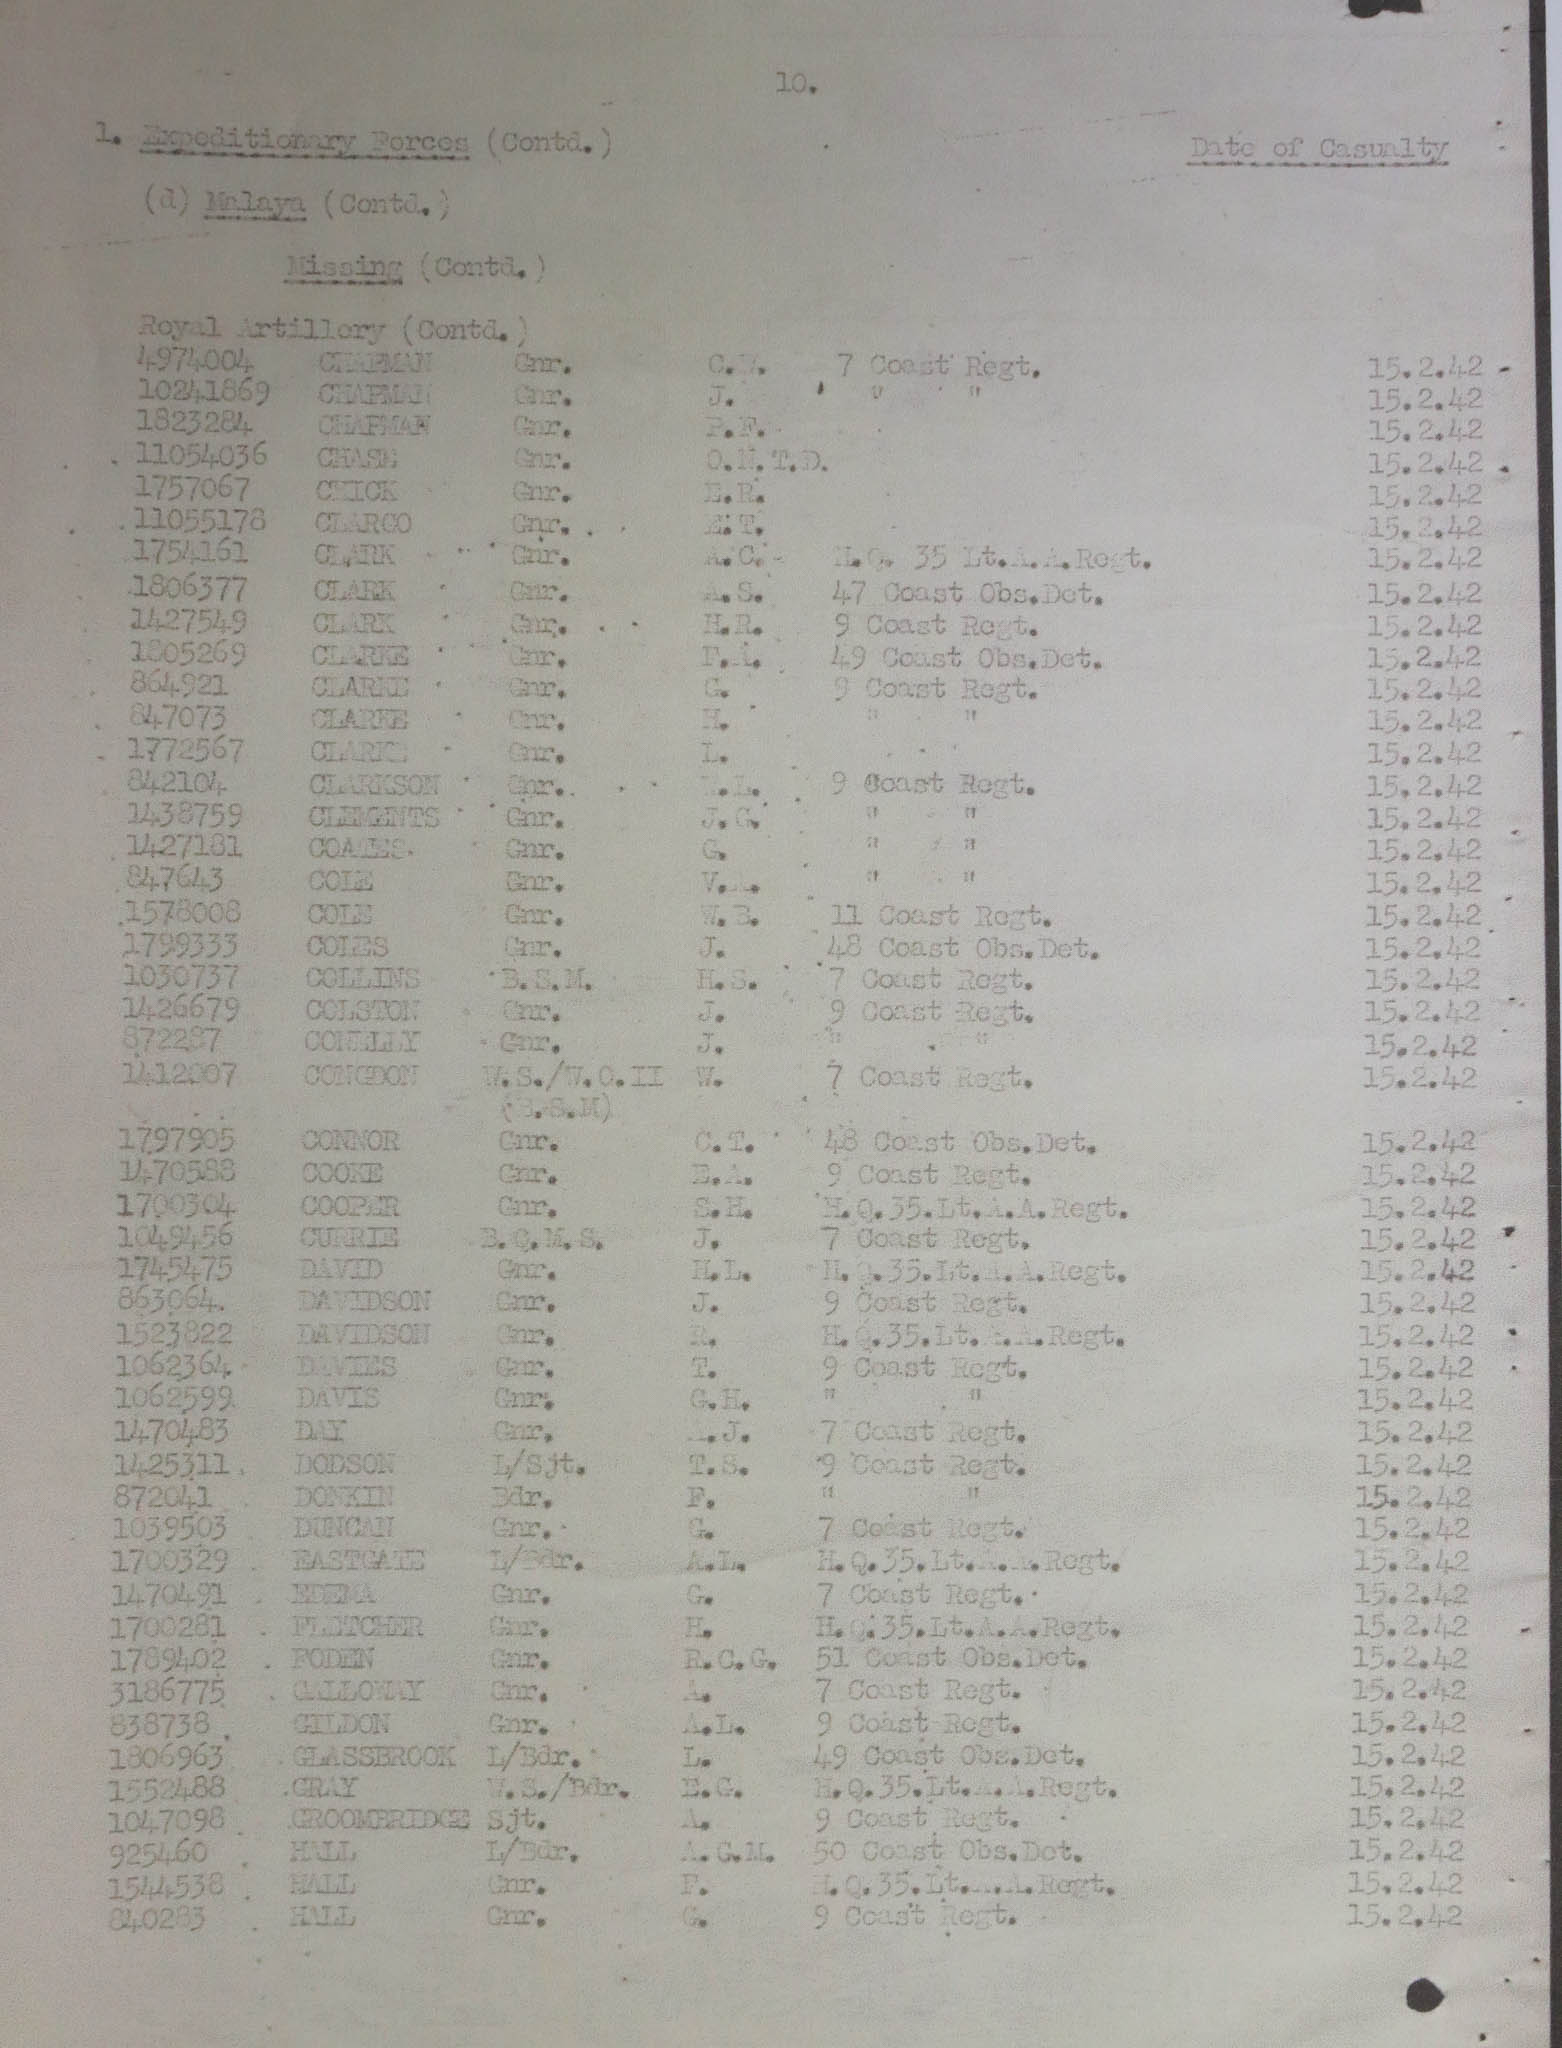 10.
1. Expeditionary Forces (Contd.) Date of Casualty
(d) Malaya (Contd.)
Missing (Contd.)
Royal Artillery (Contd.)
4974004 CHAPMAN Gnr. 7 Coast Regt. 15.2.42
10241869 CHAPMAN Gnr. J. " " 15.2.42
1823284 CHAPMAN Gnr. P.F. 15.2.42
11054036 CHASE Gnr. O.N.T.D. 15.2.42
1757067 CHICK Gnr. E.R. 15.2.42
11055178 CLARCO Gnr. E.T. 15.2.42
1754161 CLARK Gnr. A.C. H.Q. 35 Lt.A.A.Regt. 15.2.42
1806377 CLARK Gnr. A.S. 47 Coast Obs.Det. 15.2.42
1427549 CLARK Gnr. H.R. 9 Coast Regt. 15.2.42
1805269 CLARKE Gnr. F.A. 49 Coast Obs.Det. 15.2.42
864921 CLARKE Gnr. G. 9 Coast Regt. 15.2.42
847073 CLARKE Gnr. H. " " 15.2.42
1772567 CLARKE Gnr. L. 15.2.42
842104 CLARKSON Gnr. 9 Coast Regt. 15.2.42
1438759 CLEMENTS Gnr. J.G. " " 15.2.42
1427181 COATES Gnr. G. " " 15.2.42
847643 COLE Gnr. " " 15.2.42
1578008 COLE Gnr. W.B. 11 Coast Regt. 15.2.42
1799333 COLES Gnr. J. 48 Coast Obs.Det. 15.2.42
1030737 COLLINS B.S.M. H.S. 7 Coast Regt. 15.2.42
1426679 COLSTON Gnr. J. 9 Coast Regt. 15.2.42
872287 CONLLEY Gnr. J. " " 15.2.42
1412007 CONGDON W.S./W.O.II W. 7 Coast Regt. 15.2.42
(B.S.M)
1797905 CONNOR Gnr. C.T. 48 Coast Obs.Det. 15.2.42
1470588 COOKE Gnr. E.A. 9 Coast Regt. 15.2.42
1700304 COOPER Gnr. S.H. H.Q.35.Lt.A.A.Regt. 15.2.42
1049456 CURRIE B.Q.M.S. J. 7 Coast Regt. 15.2.42
1745475 DAVID Gnr. H.L. H.Q.35.Lt.A.A.Regt. 15.2.42
863064. DAVIDSON Gnr. J. 9 Coast Regt. 15.2.42
1523822 DAVIDSON Gnr. R. H.Q.35.Lt.A.A.Regt. 15.2.42
1062364 DAVIES Gnr. T. 9 Coast Regt. 15.2.42
1062599 DAVIS Gnr. G.H. " " 15.2.42
1470483 DAY Gnr. 7 Coast Regt. 15.2.42
1425311 DODSON L/Sjt. T.S. 9 Coast Regt. 15.2.42
872041 DONKIN Bdr. F. " " 15.2.42
1039503 DUNCAN Gnr. G. 7 Coast Regt. 15.2.42
1700329 EASTGATE L/Bdr. A.L. H.Q.35.Lt.A.A.Regt. 15.2.42
1470491 EDEMA Gnr. G. 7 Coast Regt. 15.2.42
1700281 FLETCHER Gnr. H. H.Q.35.Lt.A.A.Regt. 15.2.42
1789402 FODEN Gnr. R.C.G. 51 Coast Obs.Det. 15.2.42
3186775 GALLOWAY Gnr. A. 7 Coast Regt. 15.2.42
838738 GILDON Gnr. A.L. 9 Coast Regt. 15.2.42
1806963 GLASSBROOK L/Bdr. L. 49 Coast Obs.Det. 15.2.42
1552488 GRAY W.S./Bdr. E.G. H.Q.35.Lt.A.A.Regt. 15.2.42
1047098 GROOMBRIDGE Sjt. A. 9 Coast Regt. 15.2.42
925460 HALL L/Bdr. A.G.M. 50 Coast Obs.Det. 15.2.42
1544538 HALL Gnr. F. H.Q.35.Lt.A.A.Regt. 15.2.42
840283 HALL Gnr. G. 9 Coast Regt. 15.2.42